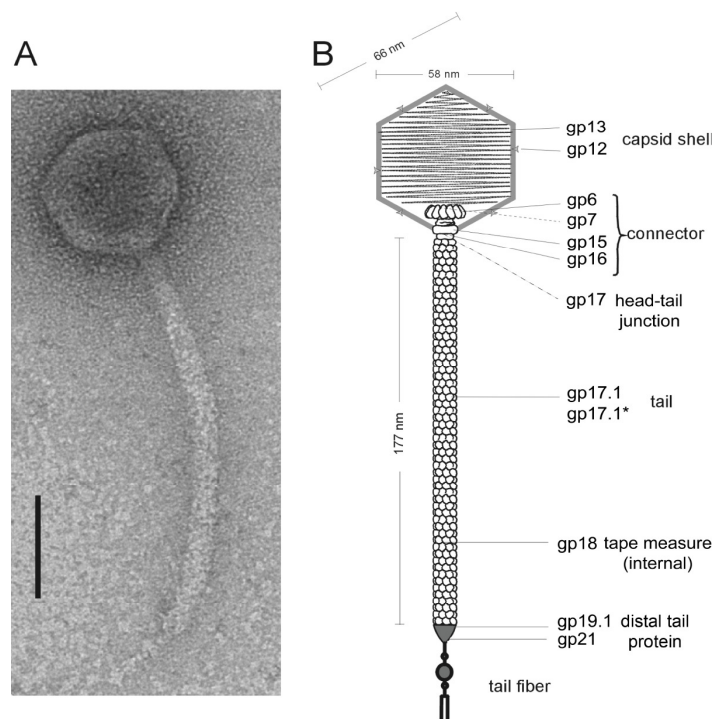 A
B
66 nm
58 nm
gp13
gp12
capsid shell
gp6
gp7
gp15
gp16
connector
gp17 head-tail
junction
177 nm
gp17.1
gp17.1*
tail
gp18 tape measure
(internal)
gp19.1 distal tail
gp21 protein
tail fiber